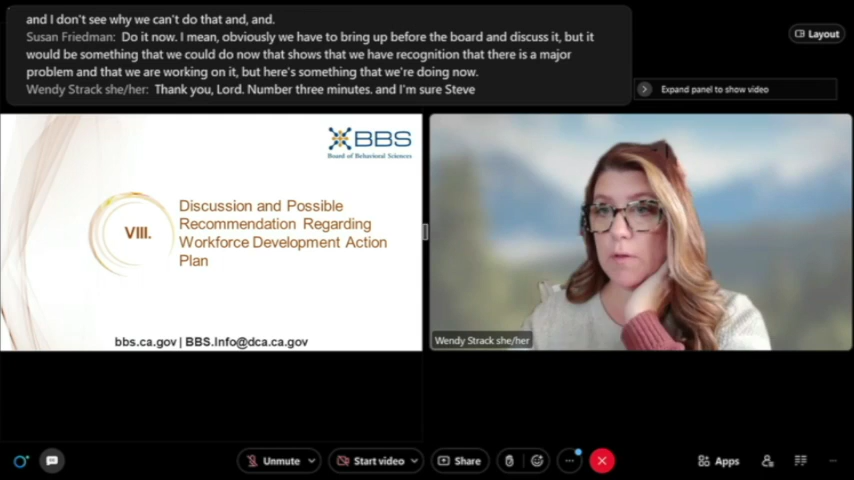 and I don't see why we can't do that and, and.
Susan Friedman: Do it now. I mean, obviously we have to bring up before the board and discuss it, but it
would be something that we could do now that shows that we have recognition that there is a major
problem and that we are working on it, but here's something that we're doing now.
Wendy Strack she/her: Thank you, Lord. Number three minutes. and I'm sure Steve
Layout
Expand panel to show video
BBS
Board of Behavioral Sciences
VIII.
Discussion and Possible
Recommendation Regarding
Workforce Development Action
Plan
bbs.ca.gov | BBS.Info@dca.ca.gov
Wendy Strack she/her
Unmute
Start video
Share
Apps